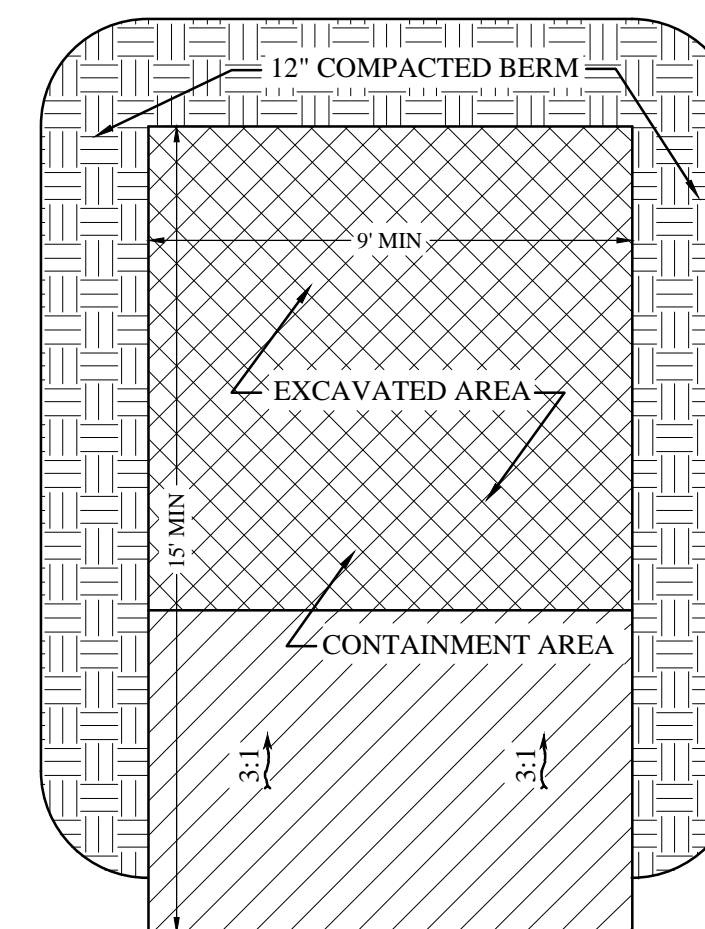 12" COMPACTED BERM
9' MIN
EXCAVATED AREA
15' MIN
CONTAINMENT AREA
3:1
3:1